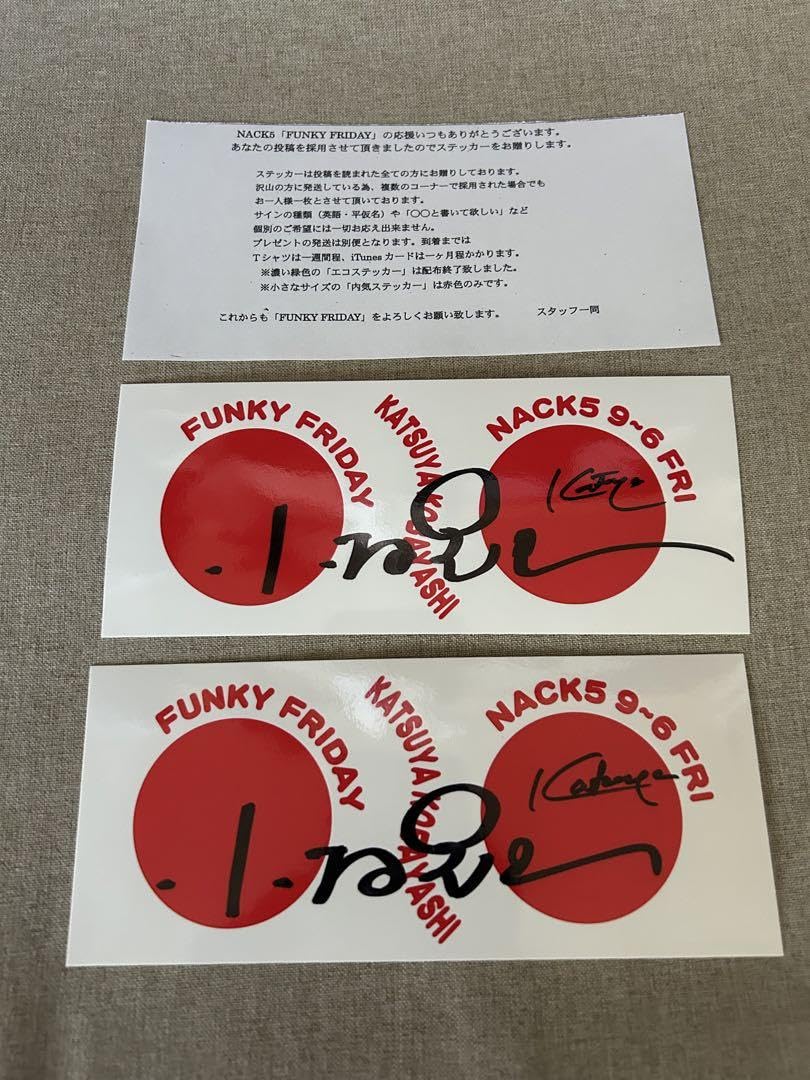 NACK5「FUNKY FRIDAY」の応援いつもありがとうございます。
あなたの投稿を採用させて頂きましたのでステッカーをお贈りします。
ステッカーは投稿を読まれた全ての方にお贈りしております。
沢山の方に発送している為、複数のコーナーで採用された場合でも
お一人様一枚とさせて頂いております。
サインの種類（英語・平仮名）や「〇〇と書いて欲しい」など
個別のご希望には一切お応え出来ません。
プレゼントの発送は別便となります。到着までは
Tシャツは一週間程、iTunesカードは一ヶ月程かかります。
※濃い緑色の「エコステッカー」は配布終了致しました。
※小さなサイズの「内気ステッカー」は赤色のみです。
これからも「FUNKY FRIDAY」をよろしくお願い致します。 スタッフ一同
FUNKY FRIDAY
KATSUYA KOBAYASHI
NACK5 9~6 FRI
Katsuya
FUNKY FRIDAY
KATSUYA KOBAYASHI
NACK5 9~6 FRI
Katsuya